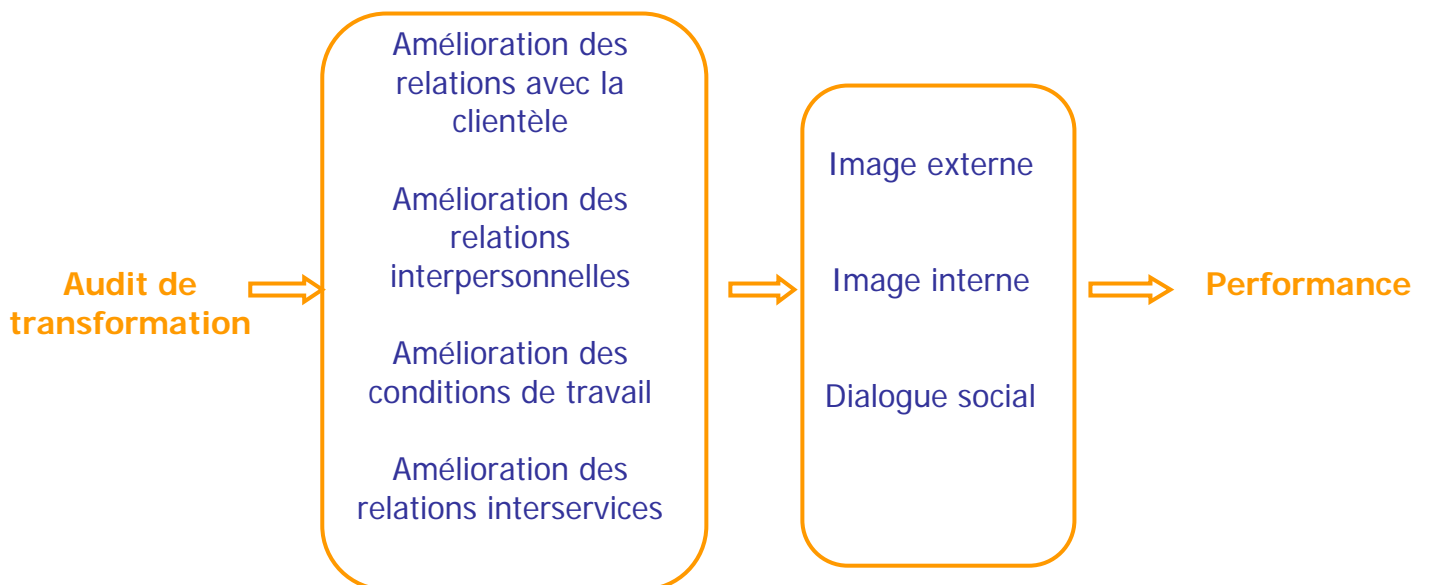 Audit de
transformation
Amélioration des
relations avec la
clientèle
Amélioration des
relations
interpersonnelles
Amélioration des
conditions de travail
Amélioration des
relations interservices
Image externe
Image interne
Dialogue social
Performance